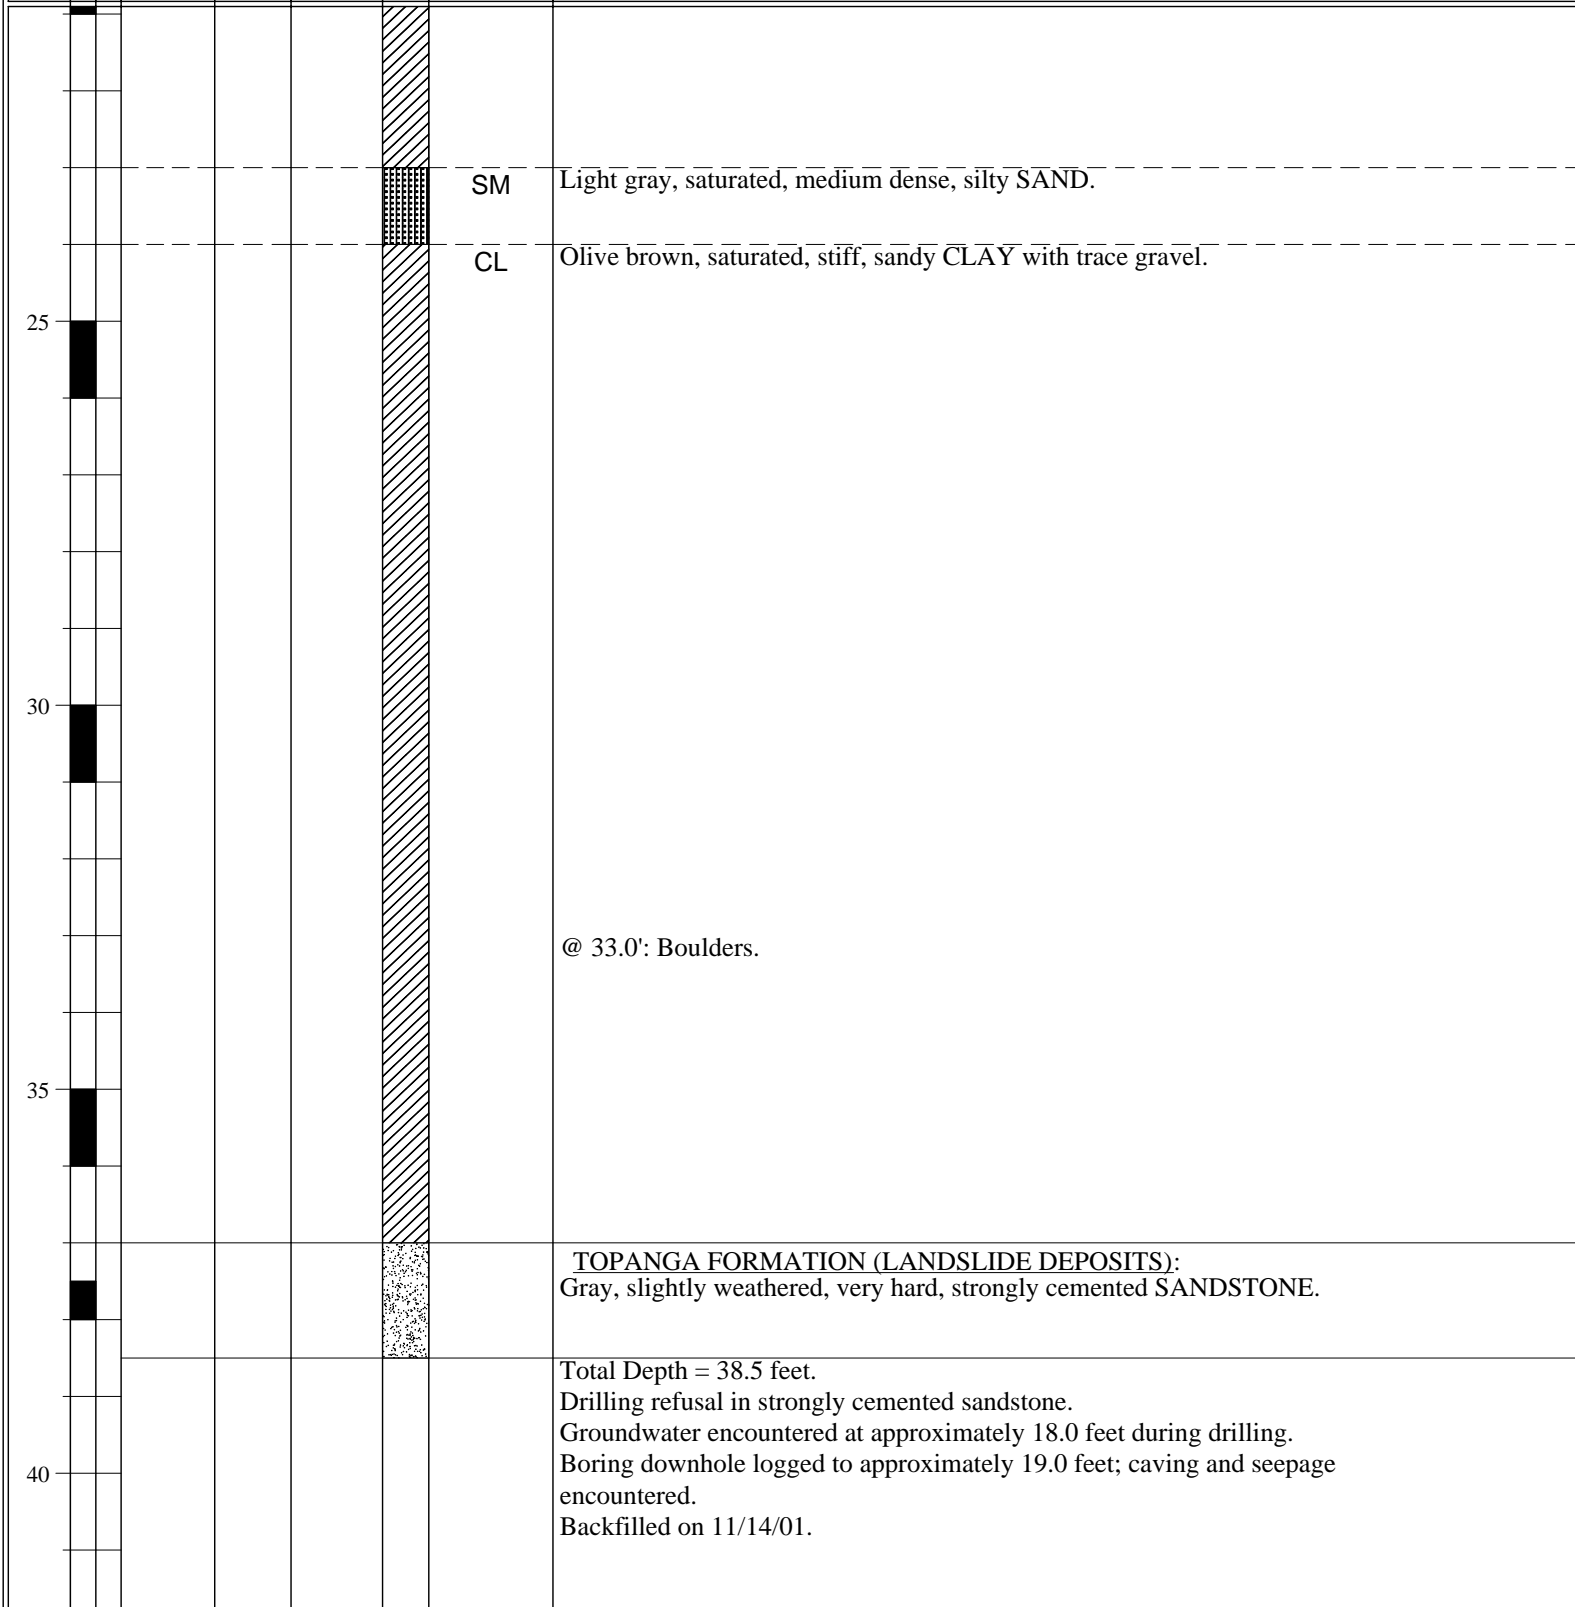 SM Light gray, saturated, medium dense, silty SAND.
CL Olive brown, saturated, stiff, sandy CLAY with trace gravel.
25
30
@ 33.0': Boulders.
35
TOPANGA FORMATION (LANDSLIDE DEPOSITS):
Gray, slightly weathered, very hard, strongly cemented SANDSTONE.
Total Depth = 38.5 feet.
Drilling refusal in strongly cemented sandstone.
Groundwater encountered at approximately 18.0 feet during drilling.
40 Boring downhole logged to approximately 19.0 feet; caving and seepage
encountered.
Backfilled on 11/14/01.